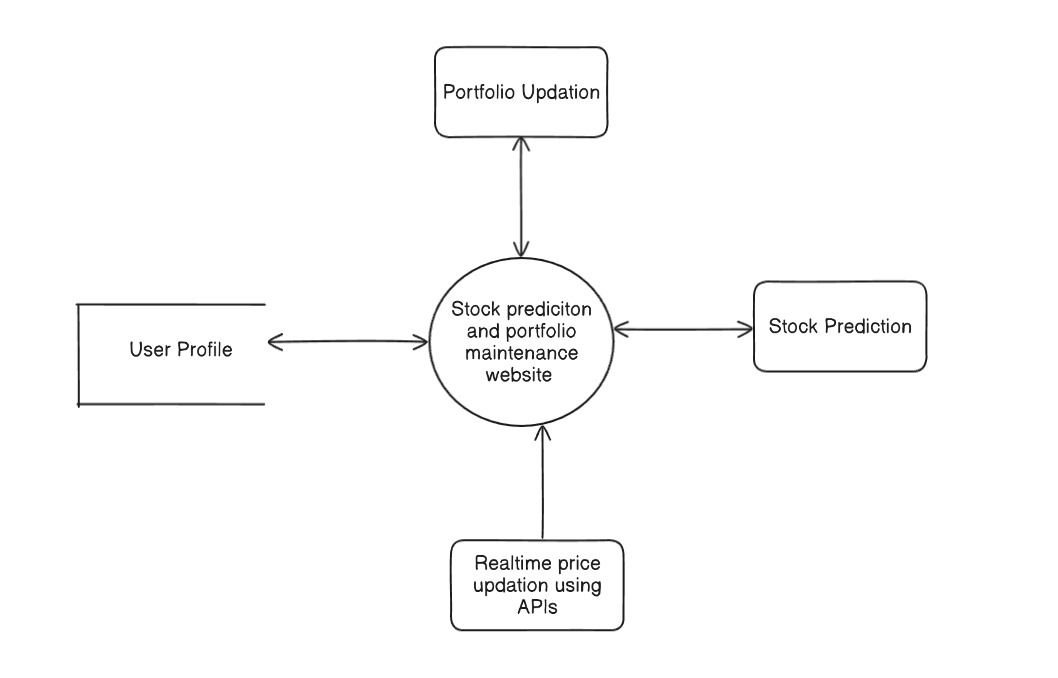 Portfolio Updation
Stock prediciton
and portfolio
maintenance
website
User Profile
Stock Prediction
Realtime price
updation using
APIs